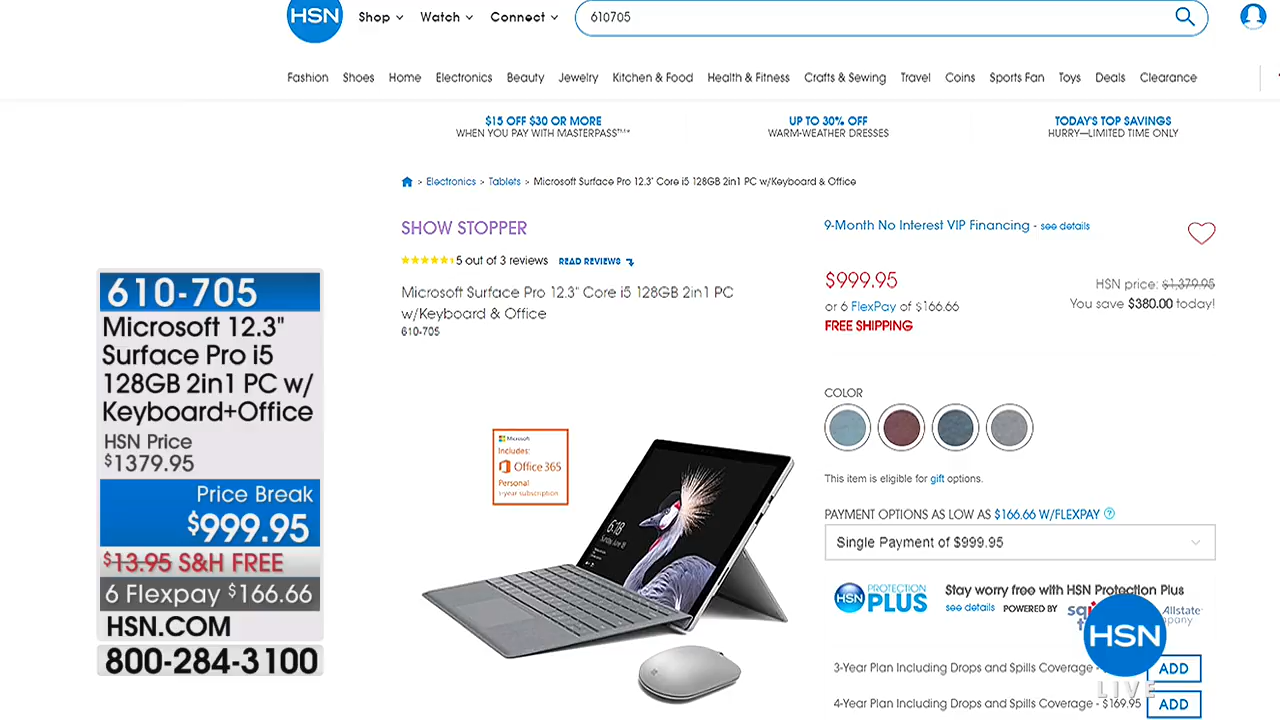 HSN
Shop
Watch
Connect
610705
Fashion
Shoes
Home
Electronics
Beauty
Jewelry
Kitchen & Food
Health & Fitness
Crafts & Sewing
Travel
Coins
Sports Fan
Toys
Deals
Clearance
$15 OFF $30 OR MORE
WHEN YOU PAY WITH MASTERPASS
UP TO 30% OFF
WARM-WEATHER DRESSES
TODAY'S TOP SAVINGS
HURRY—LIMITED TIME ONLY
> Electronics > Tablets > Microsoft Surface Pro 12.3" Core i5 128GB 2in1 PC w/Keyboard & Office
SHOW STOPPER
5 out of 3 reviews READ REVIEWS
Microsoft Surface Pro 12.3" Core i5 128GB 2in1 PC
w/Keyboard & Office
610-705
9-Month No Interest VIP Financing - see details
$999.95
HSN price: $1,379.95
or 6 FlexPay of $166.66
You save $380.00 today!
FREE SHIPPING
COLOR
This item is eligible for gift options.
PAYMENT OPTIONS AS LOW AS $166.66 W/FLEXPAY ?
Single Payment of $999.95
HSN PROTECTION PLUS
Stay worry free with HSN Protection Plus
see details POWERED BY
Allstate
3-Year Plan Including Drops and Spills Coverage -
ADD
4-Year Plan Including Drops and Spills Coverage - $169.95
ADD
HSN
LIVE
Microsoft
Includes:
Office 365
Personal
1-year subscription
6:18
610-705
Microsoft 12.3"
Surface Pro i5
128GB 2in1 PC w/
Keyboard+Office
HSN Price
$1379.95
Price Break
$999.95
$13.95 S&H FREE
6 Flexpay $166.66
HSN.COM
800-284-3100